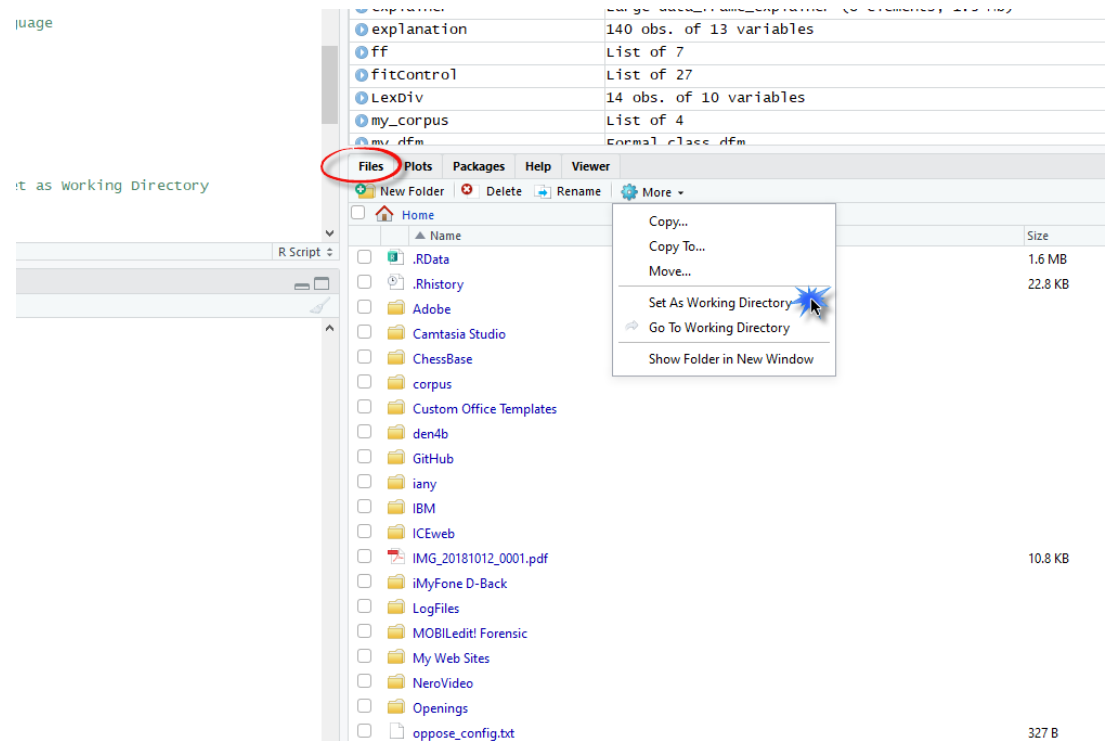 explanation 140 obs. of 13 variables
ff List of 7
fitControl List of 27
LexDiv 14 obs. of 10 variables
my_corpus List of 4
my_dfm Formal class dfm
Files Plots Packages Help Viewer
et as Working Directory
New Folder Delete Rename More
Home
Name Size
R Script
.RData 1.6 MB
.Rhistory 22.8 KB
Adobe
Camtasia Studio
ChessBase
corpus
Custom Office Templates
den4b
GitHub
iany
IBM
ICEweb
IMG_20181012_0001.pdf 10.8 KB
iMyFone D-Back
LogFiles
MOBILedit! Forensic
My Web Sites
NeroVideo
Openings
oppose_config.txt 327 B
Copy...
Copy To...
Move...
Set As Working Directory
Go To Working Directory
Show Folder in New Window